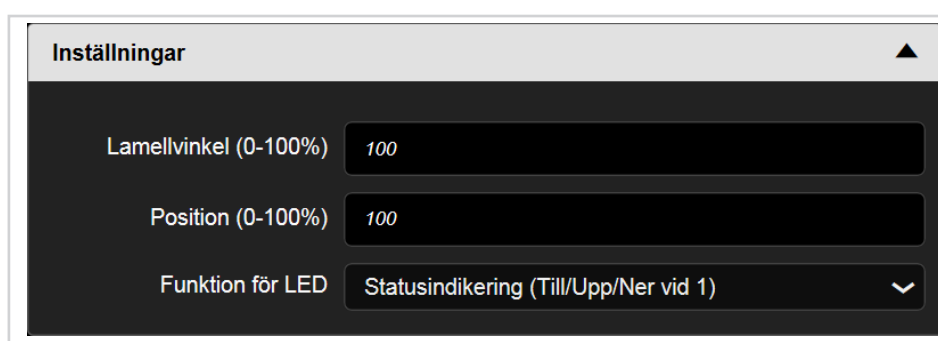 Inställningar
Lamellvinkel (0-100%) 100
Position (0-100%) 100
Funktion för LED Statusindikering (Till/Upp/Ner vid 1)